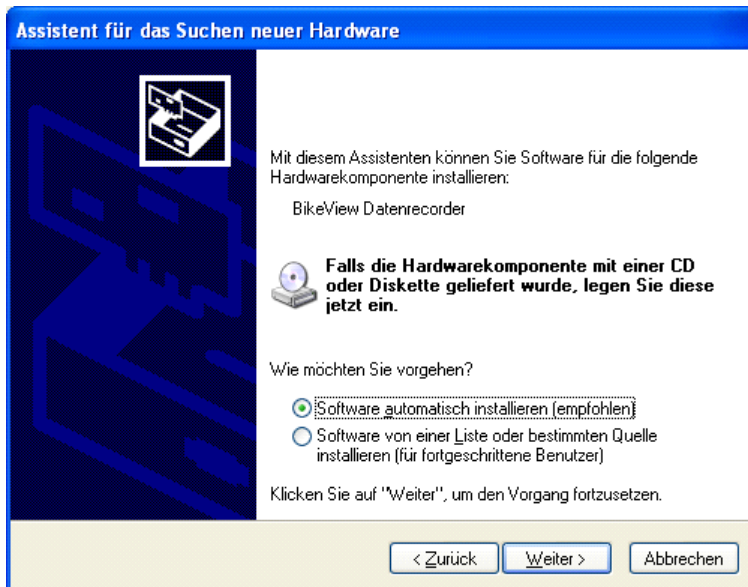 Assistent für das Suchen neuer Hardware
Mit diesem Assistenten können Sie Software für die folgende
Hardwarekomponente installieren:
BikeView Datenrecorder
Falls die Hardwarekomponente mit einer CD
oder Diskette geliefert wurde, legen Sie diese
jetzt ein.
Wie möchten Sie vorgehen?
Software automatisch installieren (empfohlen)
Software von einer Liste oder bestimmten Quelle
installieren (für fortgeschrittene Benutzer)
Klicken Sie auf "Weiter", um den Vorgang fortzusetzen.
< Zurück Weiter > Abbrechen